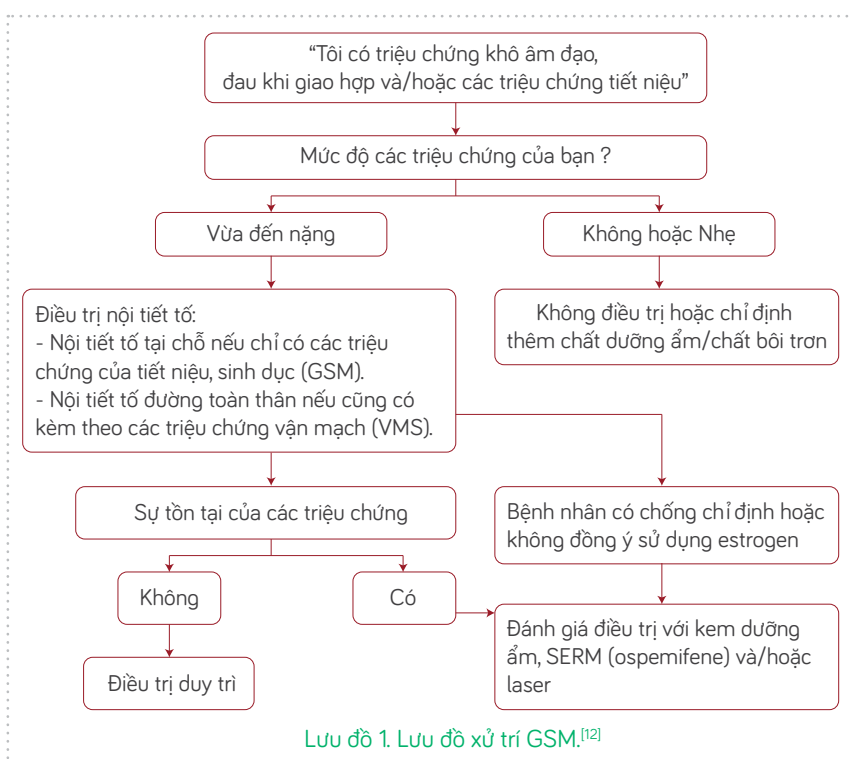 “Tôi có triệu chứng khô âm đạo,
đau khi giao hợp và/hoặc các triệu chứng tiết niệu”
Mức độ các triệu chứng của bạn ?
Vừa đến nặng
Không hoặc Nhẹ
Điều trị nội tiết tố:
- Nội tiết tố tại chỗ nếu chỉ có các triệu
chứng của tiết niệu, sinh dục (GSM).
- Nội tiết tố đường toàn thân nếu cũng có
kèm theo các triệu chứng vận mạch (VMS).
Không điều trị hoặc chỉ định
thêm chất dưỡng ẩm/chất bôi trơn
Sự tồn tại của các triệu chứng
Bệnh nhân có chống chỉ định hoặc
không đồng ý sử dụng estrogen
Không
Có
Đánh giá điều trị với kem dưỡng
ẩm, SERM (ospemifene) và/hoặc
laser
Điều trị duy trì
Lưu đồ 1. Lưu đồ xử trí GSM.[12]